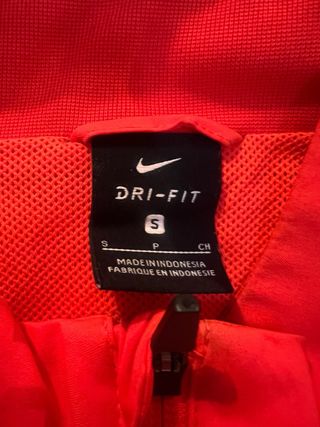 DRI-FIT
S
S P CH
MADE IN INDONESIA
FABRIQUE EN INDONESIE